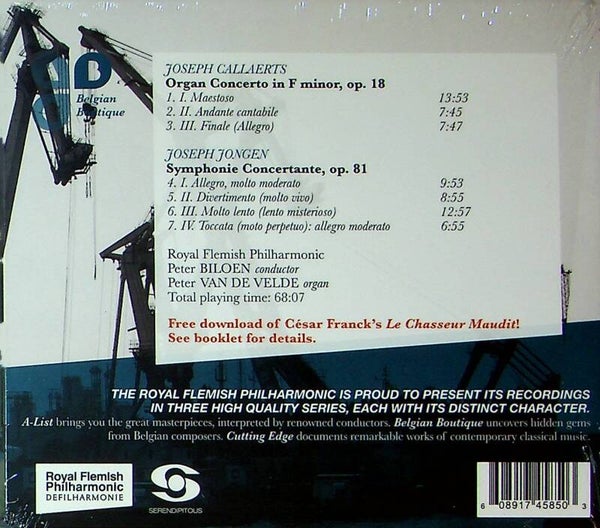 Belgian
Boutique
JOSEPH CALLAERTS
Organ Concerto in F minor, op. 18
1. I. Maestoso 13:53
2. II. Andante cantabile 7:45
3. III. Finale (Allegro) 7:47
JOSEPH JONGEN
Symphonie Concertante, op. 81
4. I. Allegro, molto moderato 9:53
5. II. Divertimento (molto vivo) 8:55
6. III. Molto lento (lento misterioso) 12:57
7. IV. Toccata (moto perpetuo): allegro moderato 6:55
Royal Flemish Philharmonic
Peter BILOEN conductor
Peter VAN DE VELDE organ
Total playing time: 68:07
Free download of César Franck's Le Chasseur Maudit!
See booklet for details.
THE ROYAL FLEMISH PHILHARMONIC IS PROUD TO PRESENT ITS RECORDINGS
IN THREE HIGH QUALITY SERIES, EACH WITH ITS DISTINCT CHARACTER.
A-List brings you the great masterpieces, interpreted by renowned conductors. Belgian Boutique uncovers hidden gems
from Belgian composers. Cutting Edge documents remarkable works of contemporary classical music.
Royal Flemish
Philharmonic
DEFILHARMONIE
SERENDIPITOUS
6 08917 45850 3